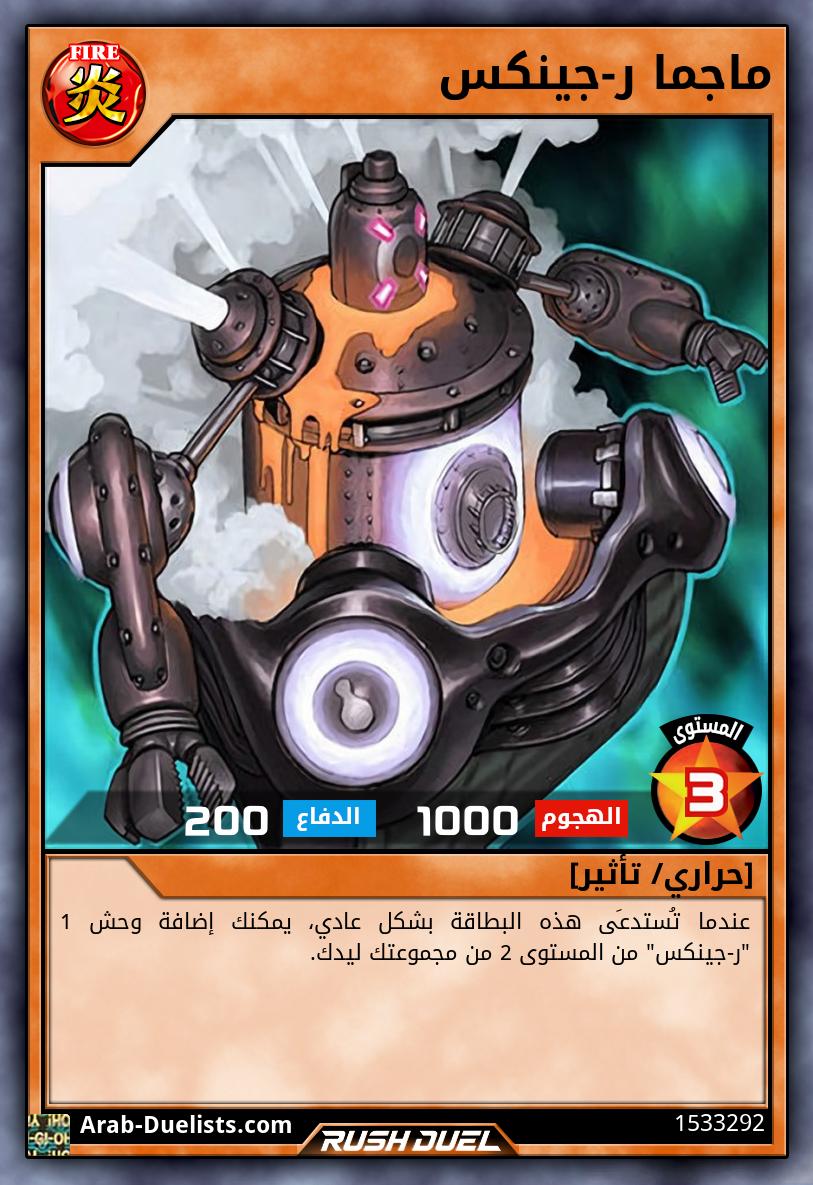 FIRE
炎
ماجما ر-جينكس
المستوى
3
الهجوم 1000 الدفاع 200
[حراري/ تأثير]
عندما تُستدعَى هذه البطاقة بشكل عادي، يمكنك إضافة وحش 1
"ر-جينكس" من المستوى 2 من مجموعتك ليدك.
Arab-Duelists.com
RUSH DUEL
1533292